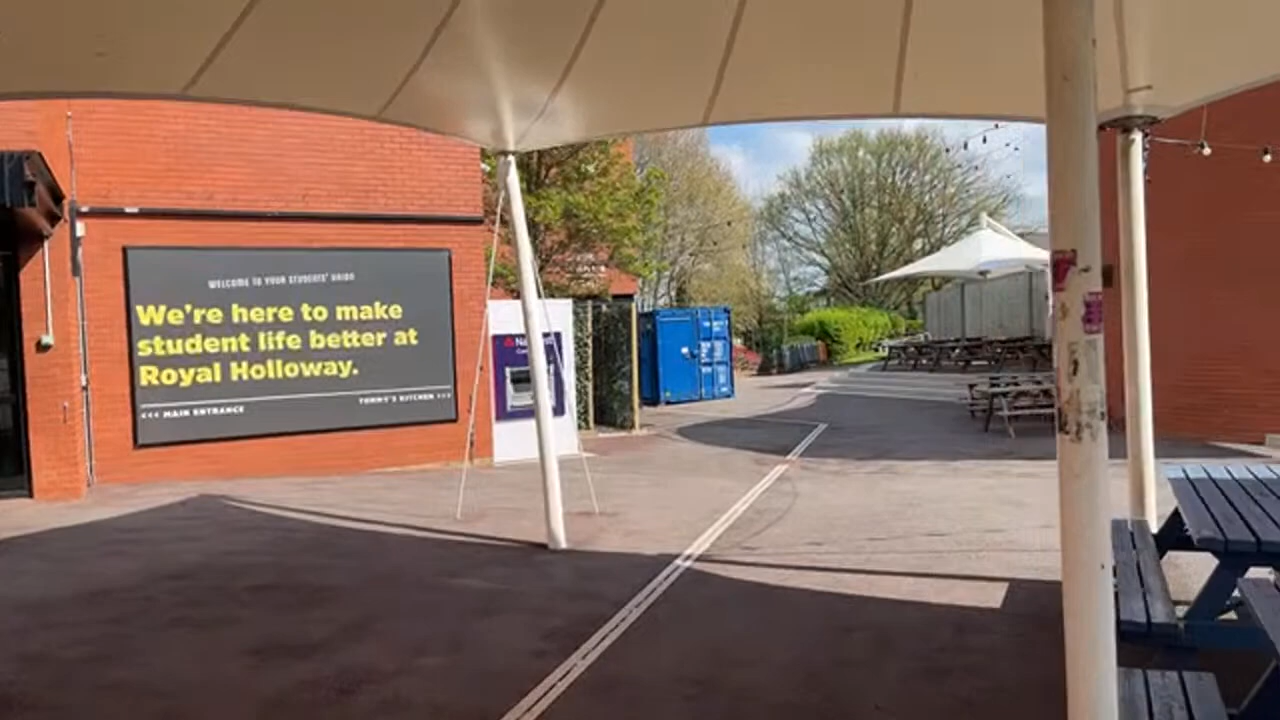 WELCOME TO YOUR STUDENTS' UNION
We're here to make
student life better at
Royal Holloway.
<<< MAIN ENTRANCE
TOMMY'S KITCHEN >>>